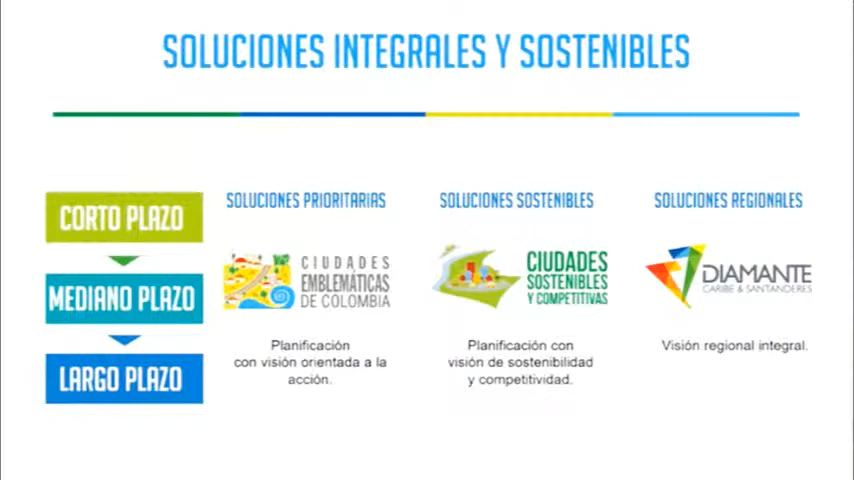 SOLUCIONES INTEGRALES Y SOSTENIBLES
CORTO PLAZO
MEDIANO PLAZO
LARGO PLAZO
SOLUCIONES PRIORITARIAS
CIUDADES
EMBLEMÁTICAS
DE COLOMBIA
Planificación
con visión orientada a la
acción.
SOLUCIONES SOSTENIBLES
CIUDADES
SOSTENIBLES
Y COMPETITIVAS
Planificación con
visión de sostenibilidad
y competitividad.
SOLUCIONES REGIONALES
DIAMANTE
CARIBE & SANTANDERES
Visión regional integral.